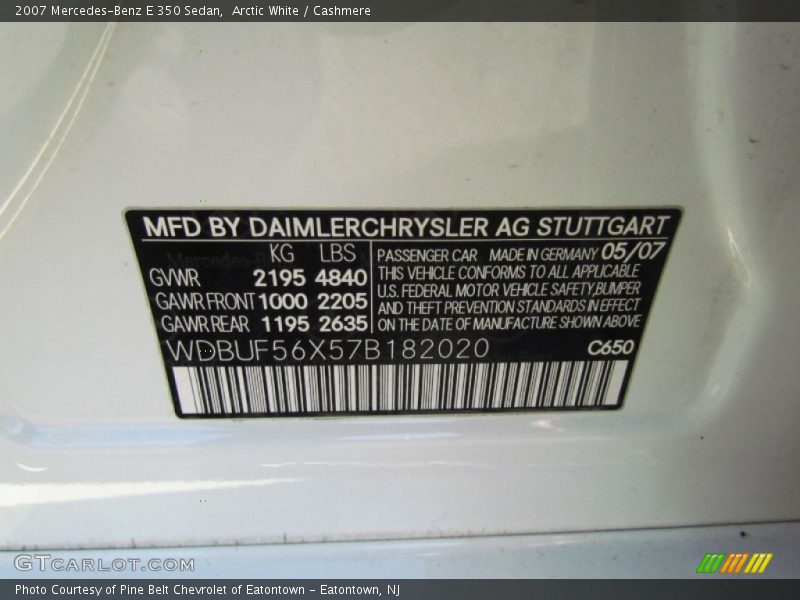 2007 Mercedes-Benz E 350 Sedan,  Arctic White / Cashmere
MFD BY DAIMLERCHRYSLER AG STUTTGART
KG LBS
GVWR 2195 4840
GAWR FRONT 1000 2205
GAWR REAR 1195 2635
PASSENGER CAR MADE IN GERMANY 05/07
THIS VEHICLE CONFORMS TO ALL APPLICABLE
U.S. FEDERAL MOTOR VEHICLE SAFETY, BUMPER
AND THEFT PREVENTION STANDARDS IN EFFECT
ON THE DATE OF MANUFACTURE SHOWN ABOVE
WDBUF56X57B182020 C650
GTCARLOT.COM
Photo Courtesy of Pine Belt Chevrolet of Eatontown - Eatontown, NJ